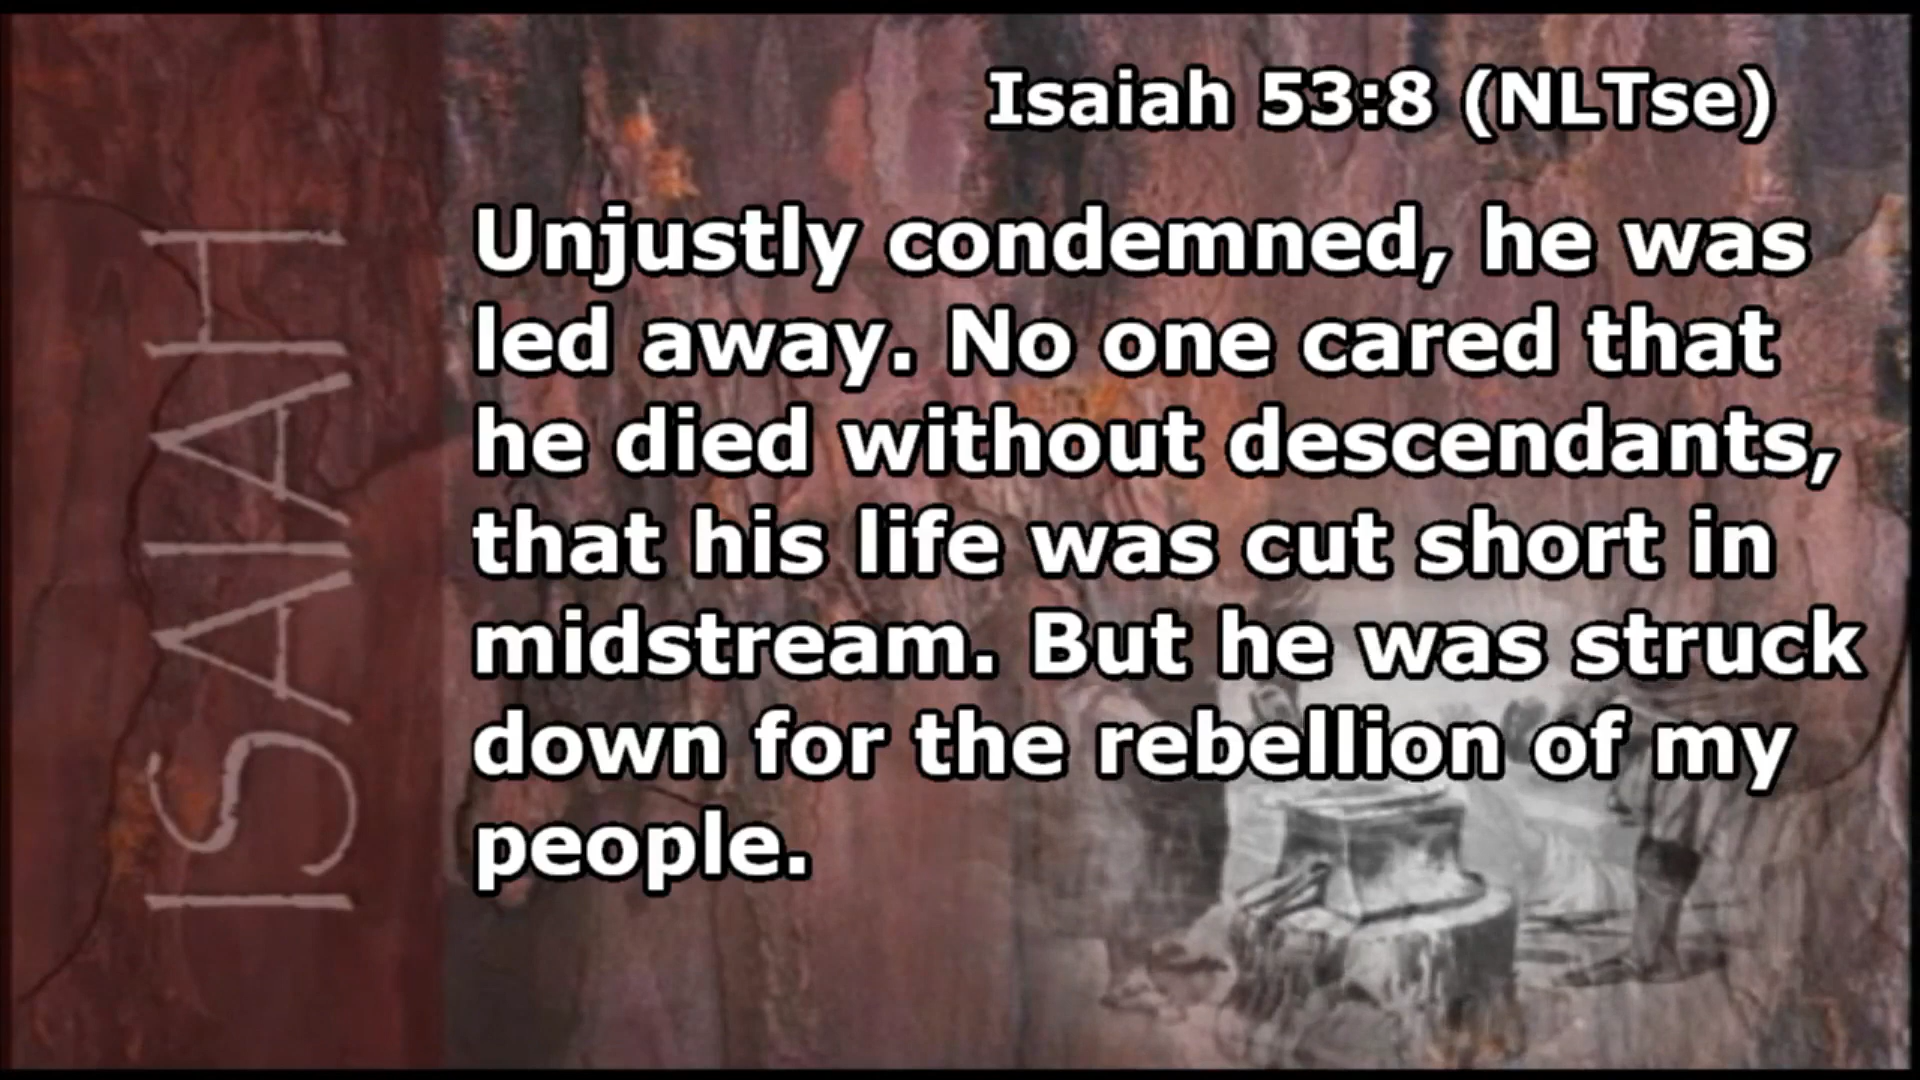 ISAIAH
Isaiah 53:8 (NLTse)
Unjustly condemned, he was
led away. No one cared that
he died without descendants,
that his life was cut short in
midstream. But he was struck
down for the rebellion of my
people.